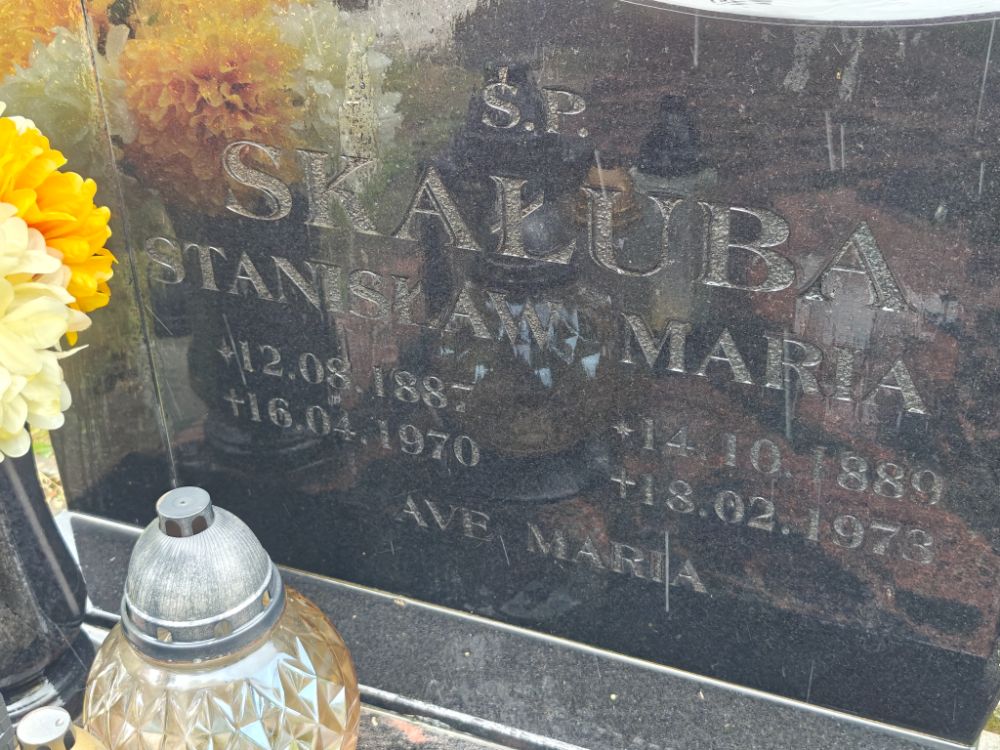 Ś.P.
SKAŁUBA
STANISŁAW MARIA
*12.08.1887 *14.10.1889
+16.04.1970 +18.02.1973
AVE MARIA